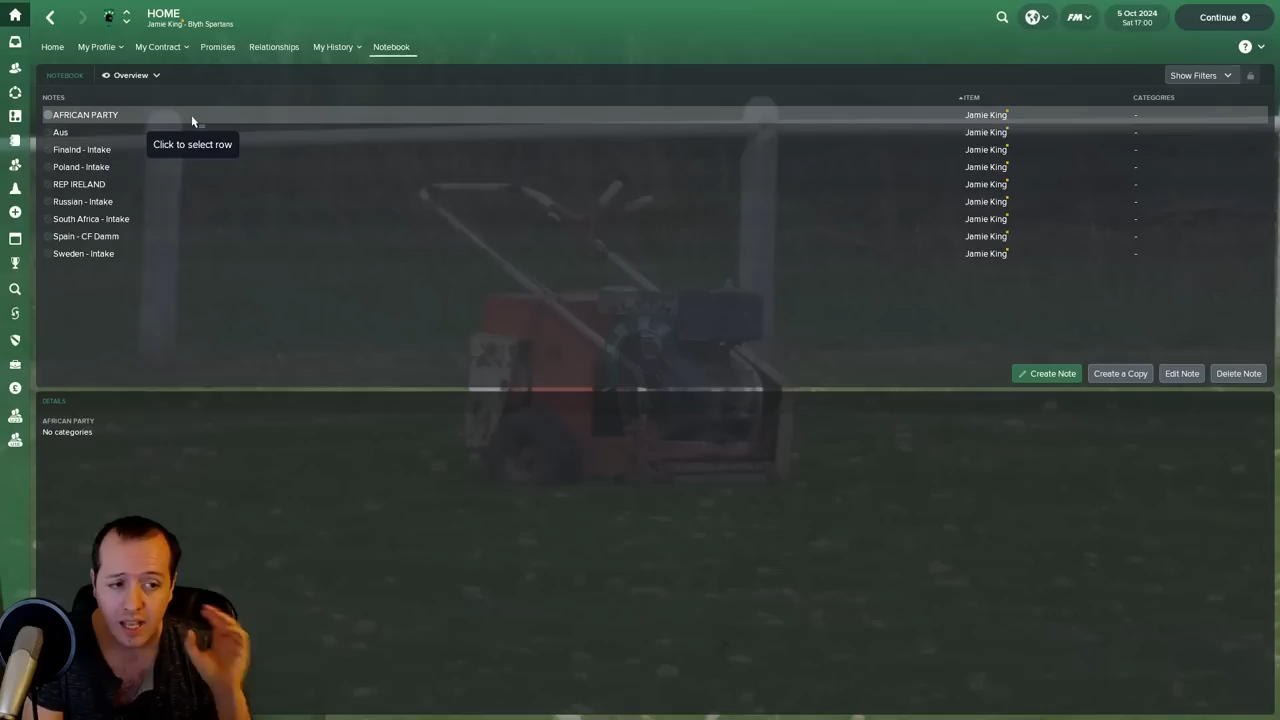 HOME
Jamie King - Blyth Spartans
FM
5 Oct 2024
Sat 17:00
Continue
Home
My Profile
My Contract
Promises
Relationships
My History
Notebook
?
NOTEBOOK
Overview
Show Filters
NOTES
ITEM
CATEGORIES
AFRICAN PARTY
Jamie King
-
Aus
Jamie King
-
Click to select row
Finalnd - Intake
Jamie King
-
Poland - Intake
Jamie King
-
REP IRELAND
Jamie King
-
Russian - Intake
Jamie King
-
South Africa - Intake
Jamie King
-
Spain - CF Damm
Jamie King
-
Sweden - Intake
Jamie King
-
Create Note
Create a Copy
Edit Note
Delete Note
DETAILS
AFRICAN PARTY
No categories